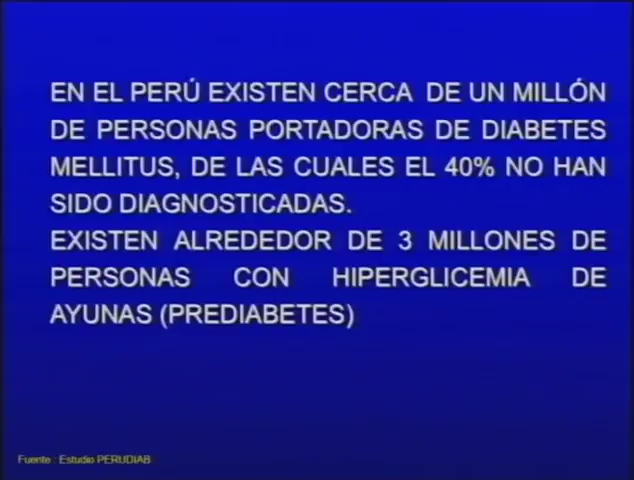 EN EL PERÚ EXISTEN CERCA DE UN MILLÓN
DE PERSONAS PORTADORAS DE DIABETES
MELLITUS, DE LAS CUALES EL 40% NO HAN
SIDO DIAGNOSTICADAS.
EXISTEN ALREDEDOR DE 3 MILLONES DE
PERSONAS CON HIPERGLICEMIA DE
AYUNAS (PREDIABETES)
Fuente : Estudio PERUDIAB